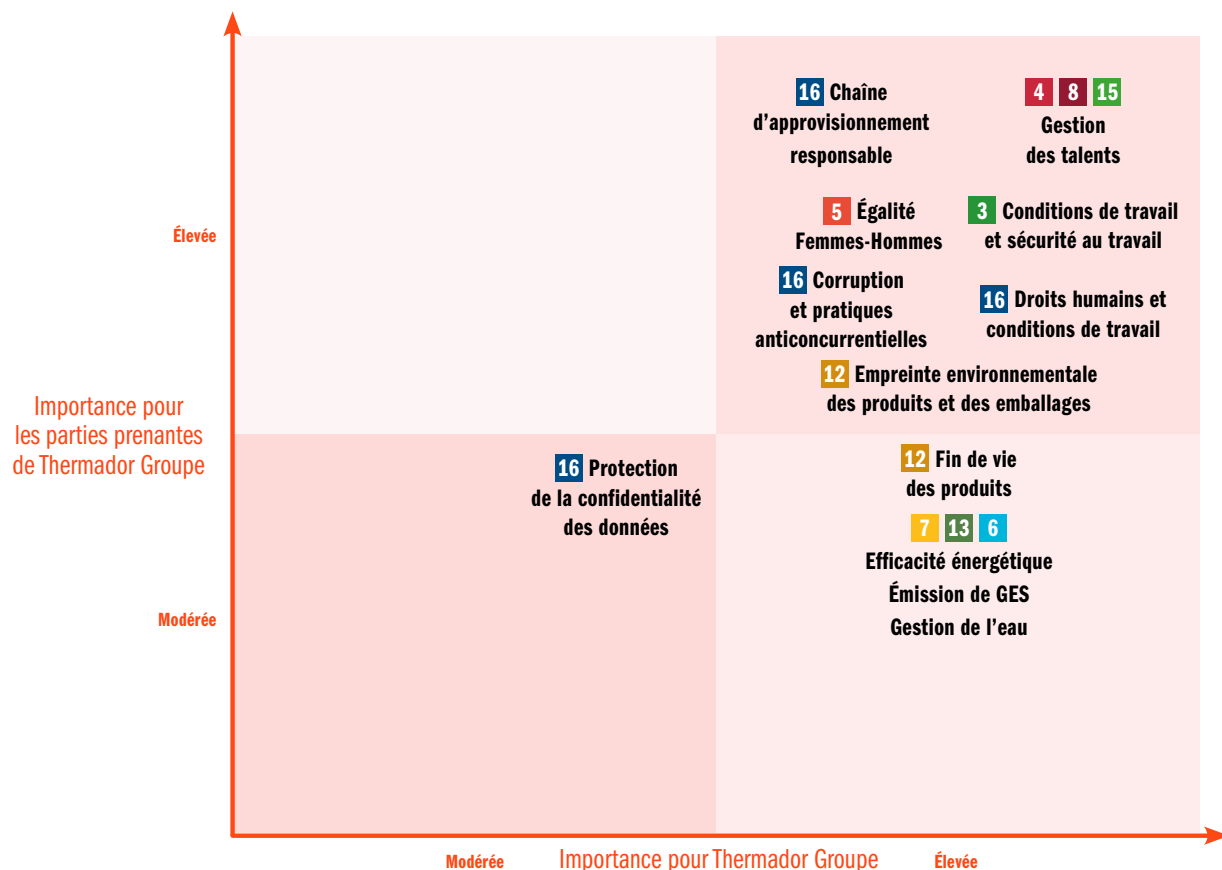 16 Chaîne
d’approvisionnement
responsable
4 8 15
Gestion
des talents
Élevée
5 Égalité
Femmes-Hommes
3 Conditions de travail
et sécurité au travail
16 Corruption
et pratiques
anticoncurrentielles
16 Droits humains et
conditions de travail
12 Empreinte environnementale
des produits et des emballages
Importance pour
les parties prenantes
de Thermador Groupe
16 Protection
de la confidentialité
des données
12 Fin de vie
des produits
7 13 6
Efficacité énergétique
Émission de GES
Gestion de l’eau
Modérée
Modérée
Importance pour Thermador Groupe
Élevée